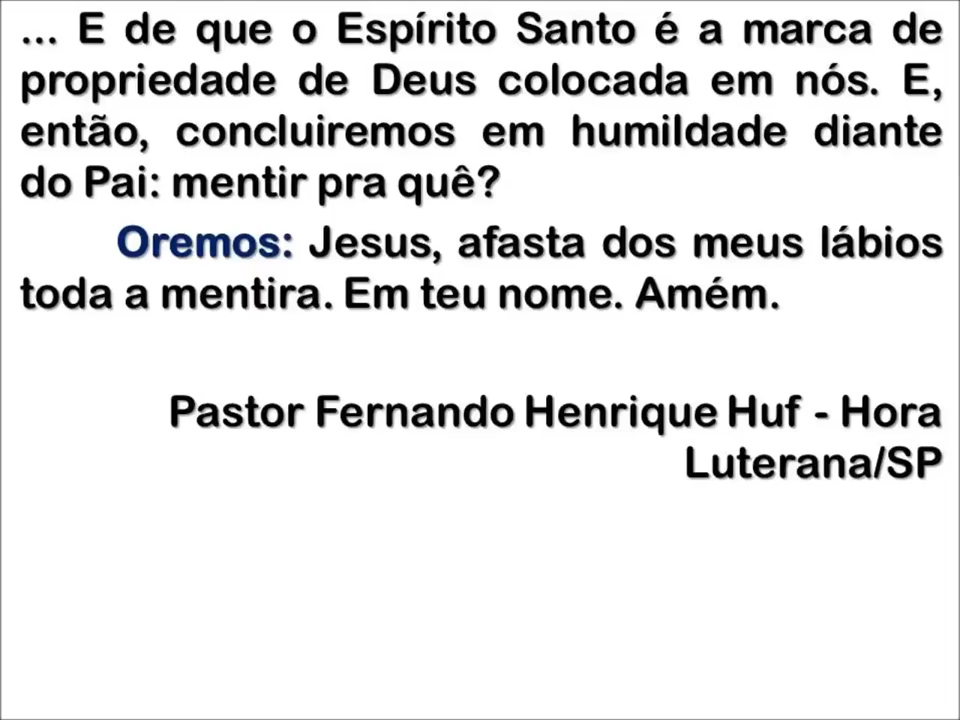 ... E de que o Espírito Santo é a marca de
propriedade de Deus colocada em nós. E,
então, concluiremos em humildade diante
do Pai: mentir pra quê?
Oremos: Jesus, afasta dos meus lábios
toda a mentira. Em teu nome. Amém.
Pastor Fernando Henrique Huf - Hora
Luterana/SP